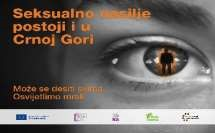 Seksualno nasilje
postoji i u
Crnoj Gori
Može se desiti svima
Osvijetlimo mrak